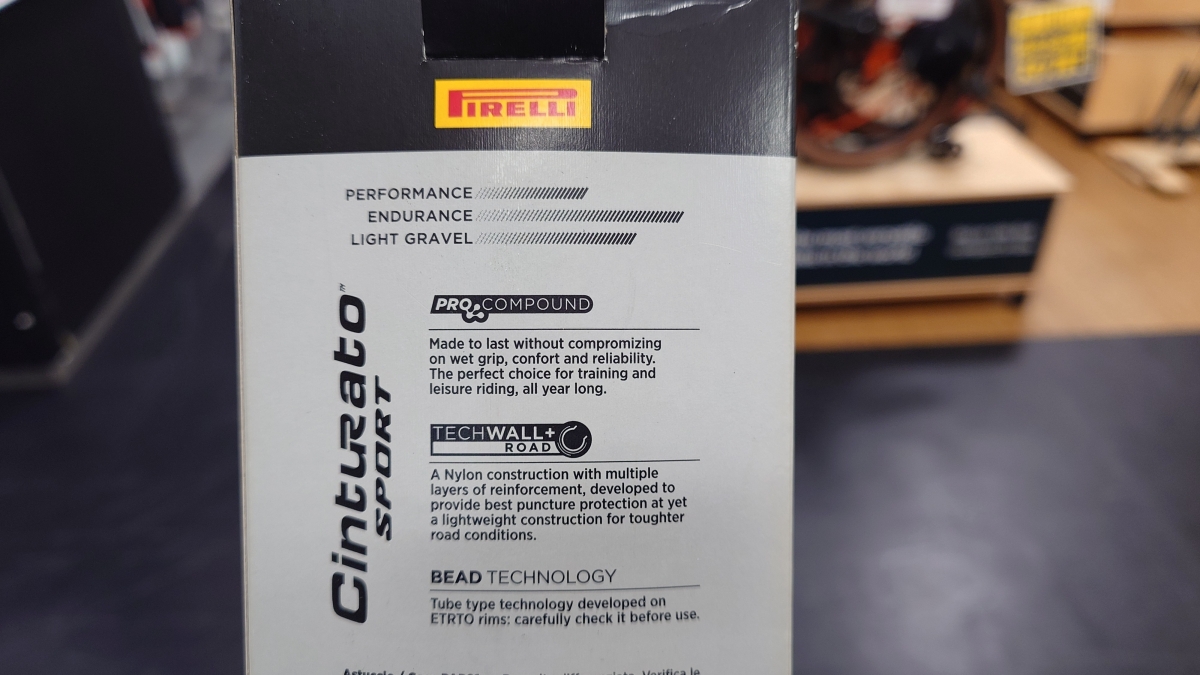 PIRELLI
PERFORMANCE
ENDURANCE
LIGHT GRAVEL
Cinturato™
SPORT
PRO COMPOUND
Made to last without compromizing
on wet grip, confort and reliability.
The perfect choice for training and
leisure riding, all year long.
TECHWALL+
ROAD
A Nylon construction with multiple
layers of reinforcement, developed to
provide best puncture protection at yet
a lightweight construction for toughter
road conditions.
BEAD TECHNOLOGY
Tube type technology developed on
ETRTO rims: carefully check it before use.